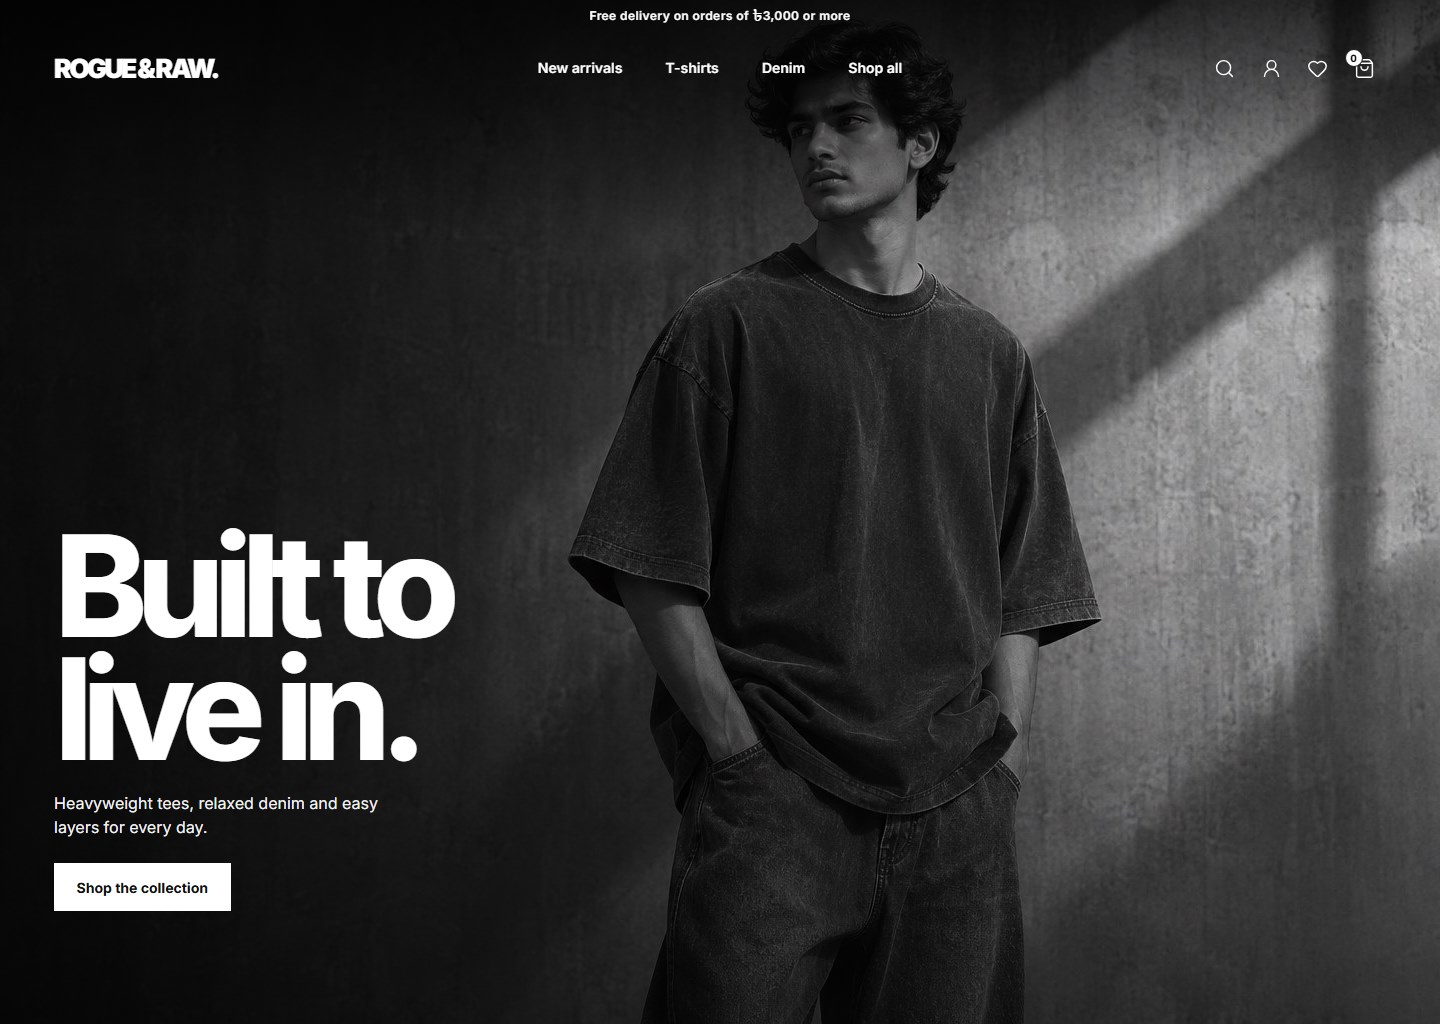 Free delivery on orders of ৳3,000 or more
ROGUE&RAW.
New arrivals
T-shirts
Denim
Shop all
0
Built to
live in.
Heavyweight tees, relaxed denim and easy
layers for every day.
Shop the collection